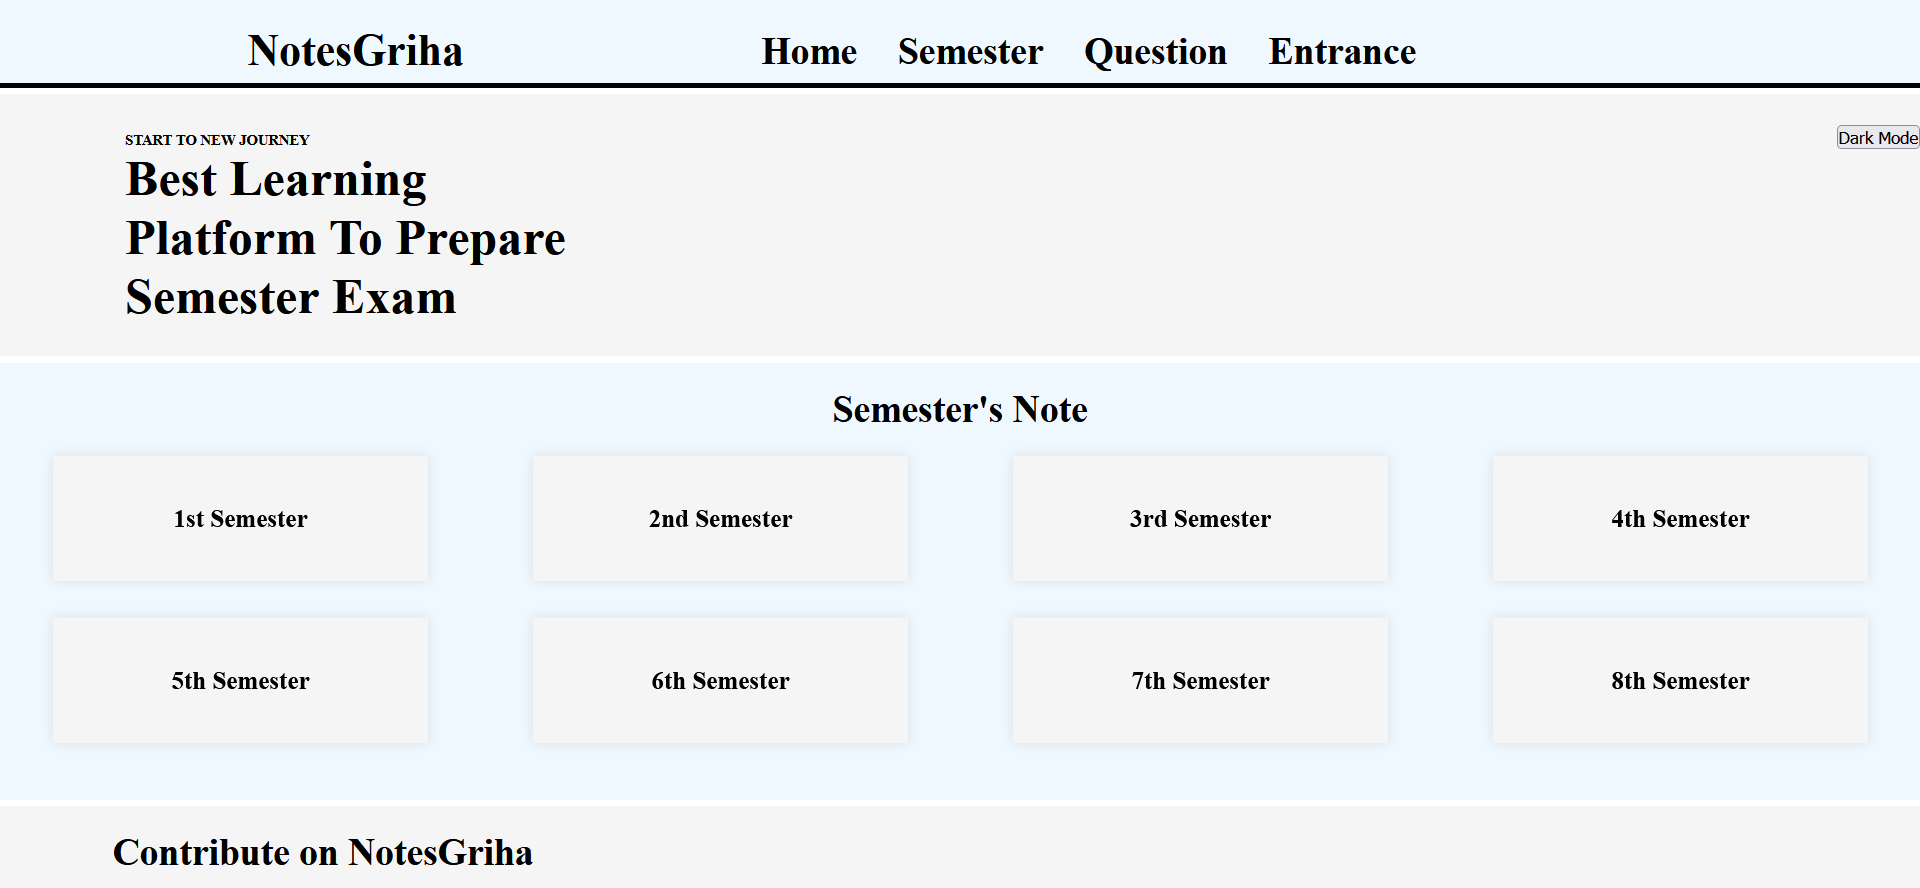 NotesGriha
Home Semester Question Entrance
START TO NEW JOURNEY
Dark Mode
Best Learning
Platform To Prepare
Semester Exam
Semester's Note
1st Semester
2nd Semester
3rd Semester
4th Semester
5th Semester
6th Semester
7th Semester
8th Semester
Contribute on NotesGriha